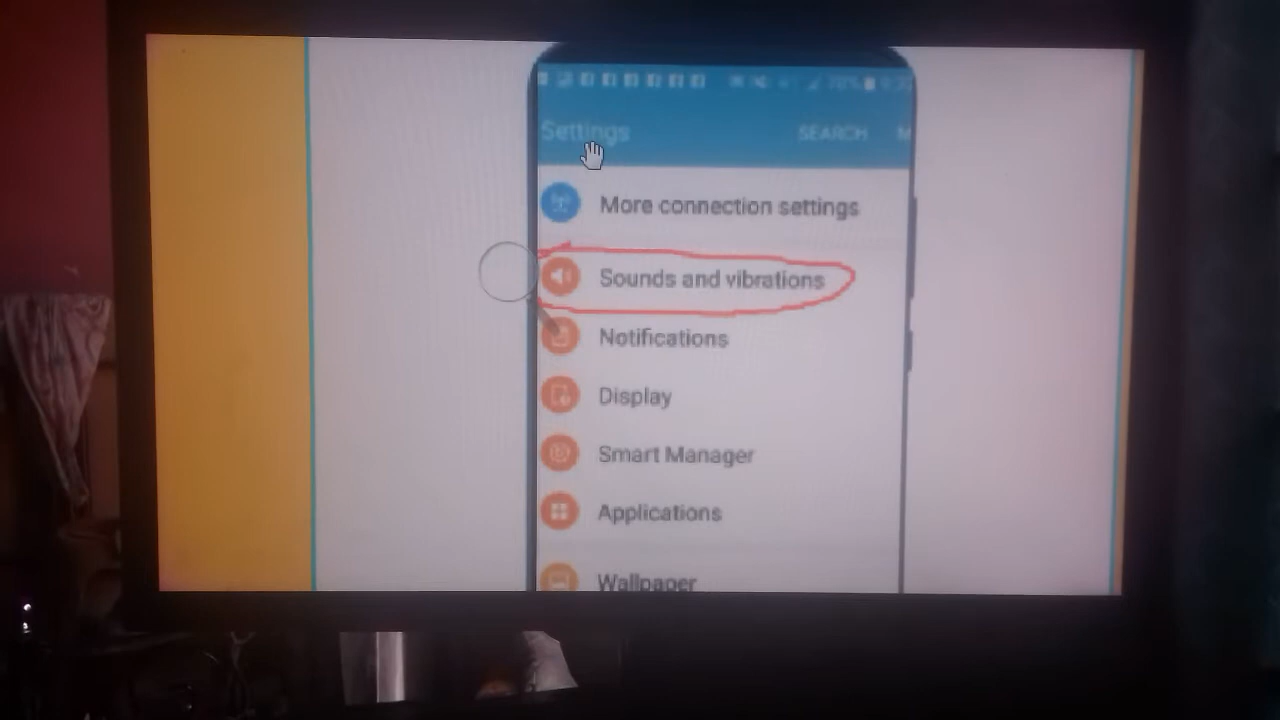 Settings SEARCH M
More connection settings
Sounds and vibrations
Notifications
Display
Smart Manager
Applications
Wallpaper